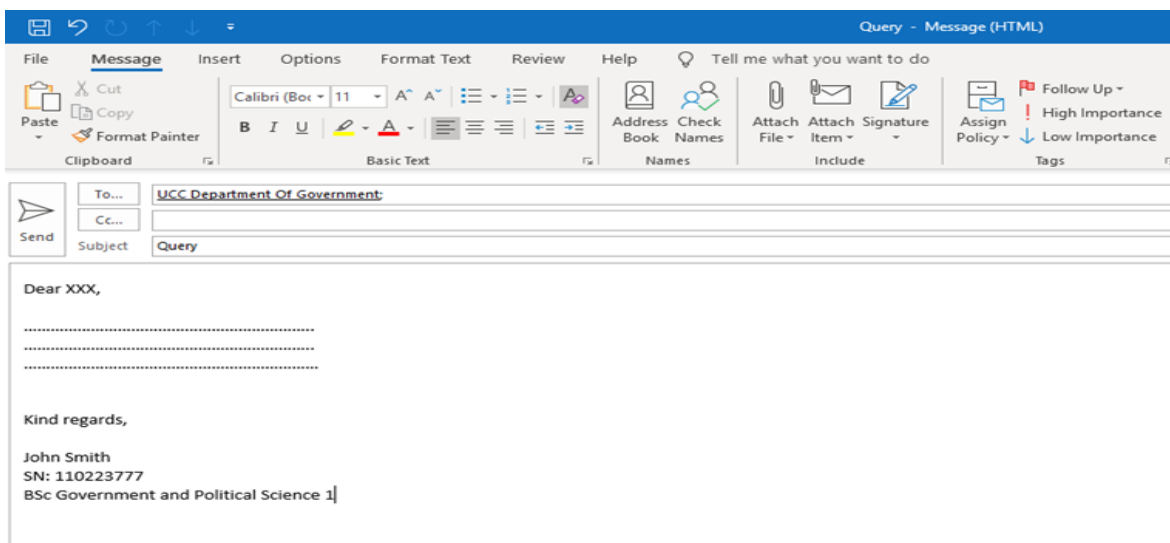 Query - Message (HTML)
File Message Insert Options Format Text Review Help Tell me what you want to do
Paste Cut Copy Format Painter
Calibri (Boc 11 A^ A˅
B I U A
Address Book Check Names
Attach File Attach Item Signature
Assign Policy Follow Up High Importance Low Importance
Clipboard Basic Text Names Include Tags
To... UCC Department Of Government;
Cc...
Send
Subject Query
Dear XXX,
........................................................................
........................................................................
.........................................................................
Kind regards,
John Smith
SN: 110223777
BSc Government and Political Science 1